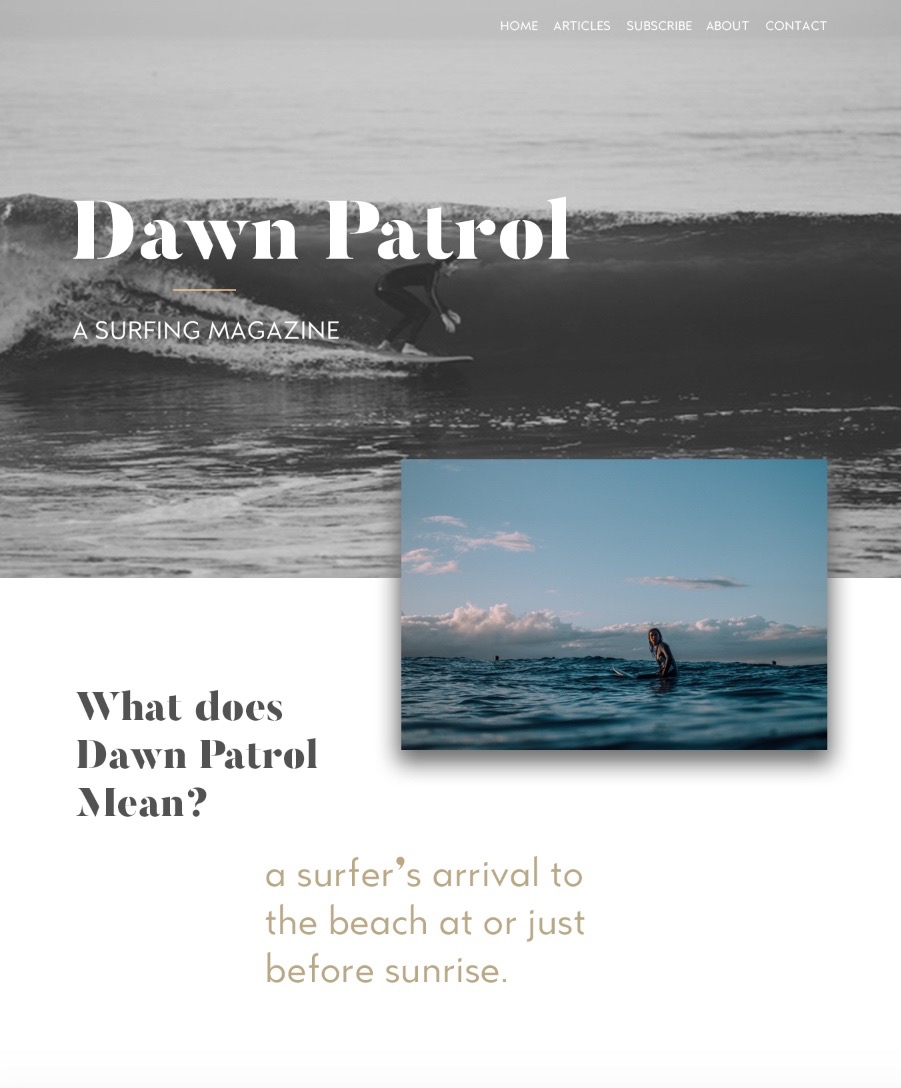 HOME ARTICLES SUBSCRIBE ABOUT CONTACT
Dawn Patrol
A SURFING MAGAZINE
What does
Dawn Patrol
Mean?
a surfer’s arrival to
the beach at or just
before sunrise.